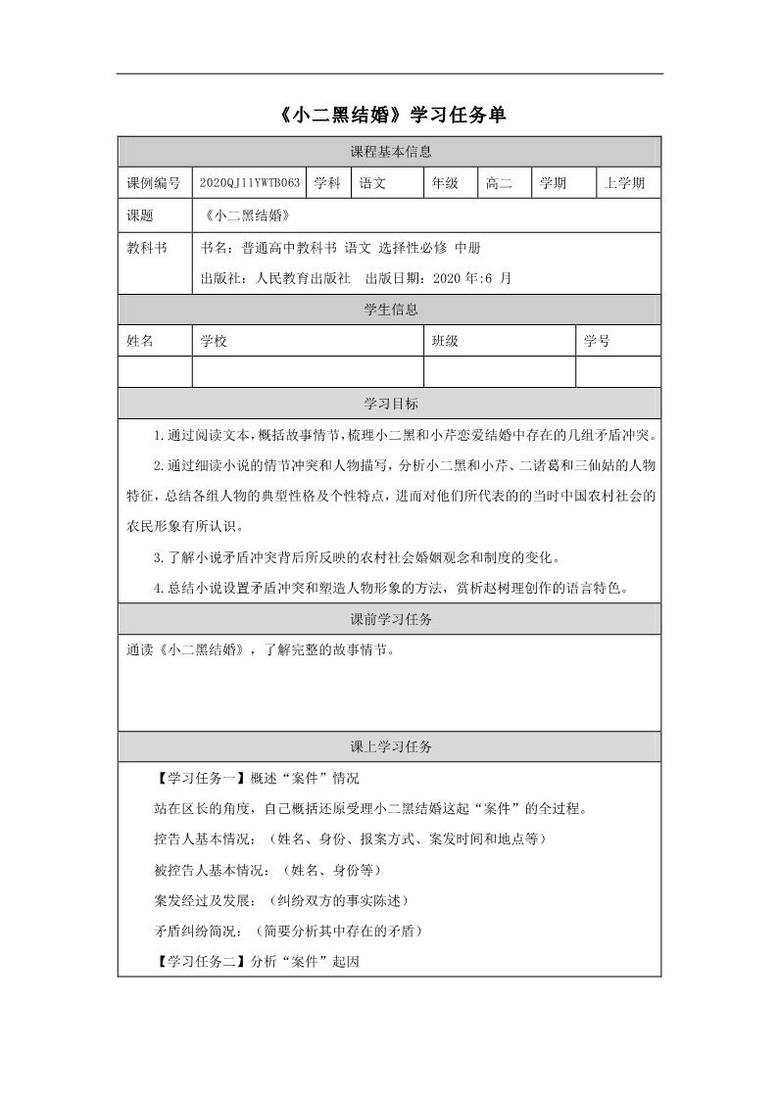 《小二黑结婚》学习任务单
课程基本信息
课例编号 2020QJ11YWTB063 学科 语文 年级 高二 学期 上学期
课题 《小二黑结婚》
教科书 书名：普通高中教科书 语文 选择性必修 中册
出版社：人民教育出版社 出版日期：2020 年:6 月
学生信息
姓名 学校 班级 学号
学习目标
1.通过阅读文本，概括故事情节，梳理小二黑和小芹恋爱结婚中存在的几组矛盾冲突。
2.通过细读小说的情节冲突和人物描写，分析小二黑和小芹、二诸葛和三仙姑的人物
特征，总结各组人物的典型性格及个性特点，进而对他们所代表的的当时中国农村社会的
农民形象有所认识。
3.了解小说矛盾冲突背后所反映的农村社会婚姻观念和制度的变化。
4.总结小说设置矛盾冲突和塑造人物形象的方法，赏析赵树理创作的语言特色。
课前学习任务
通读《小二黑结婚》，了解完整的故事情节。
课上学习任务
【学习任务一】概述“案件”情况
站在区长的角度，自己概括还原受理小二黑结婚这起“案件”的全过程。
控告人基本情况：（姓名、身份、报案方式、案发时间和地点等）
被控告人基本情况：（姓名、身份等）
案发经过及发展：（纠纷双方的事实陈述）
矛盾纠纷简况：（简要分析其中存在的矛盾）
【学习任务二】分析“案件”起因